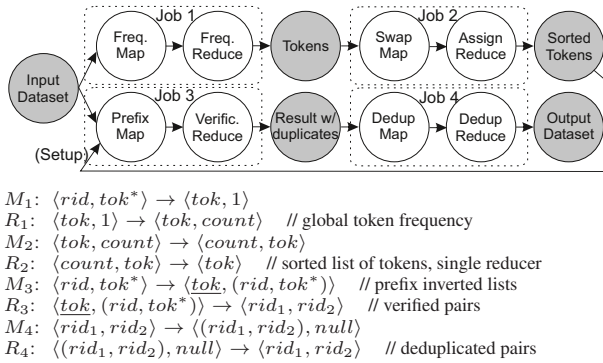 Job 1
Job 2
Input
Dataset
Freq.
Map
Freq.
Reduce
Tokens
Swap
Map
Assign
Reduce
Sorted
Tokens
Job 3
Job 4
(Setup)
Prefix
Map
Verific.
Reduce
Result w/
duplicates
Dedup
Map
Dedup
Reduce
Output
Dataset
M₁: ⟨rid, tok*⟩ → ⟨tok, 1⟩
R₁: ⟨tok, 1⟩ → ⟨tok, count⟩ // global token frequency
M₂: ⟨tok, count⟩ → ⟨count, tok⟩
R₂: ⟨count, tok⟩ → ⟨tok⟩ // sorted list of tokens, single reducer
M₃: ⟨rid, tok*⟩ → ⟨tok, (rid, tok*)⟩ // prefix inverted lists
R₃: ⟨tok, (rid, tok*)⟩ → ⟨rid₁, rid₂⟩ // verified pairs
M₄: ⟨rid₁, rid₂⟩ → ⟨(rid₁, rid₂), null⟩
R₄: ⟨(rid₁, rid₂), null⟩ → ⟨rid₁, rid₂⟩ // deduplicated pairs